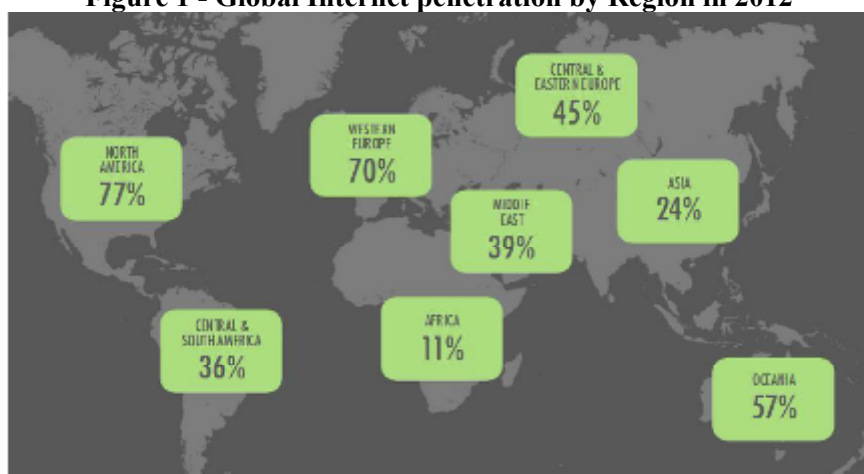 Figure 1 - Global Internet penetration by Region in 2012
CENTRAL &
EASTERN EUROPE
45%
WESTERN
EUROPE
70%
NORTH
AMERICA
77%
ASIA
24%
MIDDLE
EAST
39%
CENTRAL &
SOUTH AMERICA
36%
AFRICA
11%
OCEANIA
57%